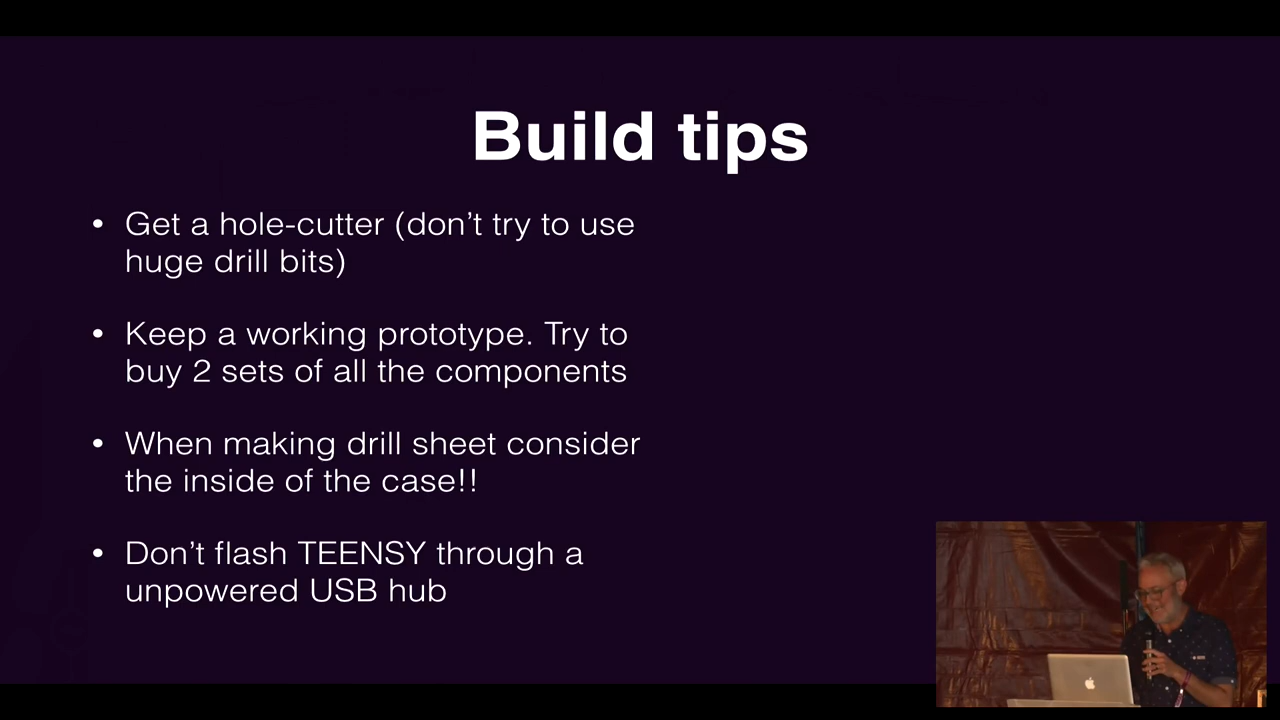 Build tips
• Get a hole-cutter (don't try to use
huge drill bits)
• Keep a working prototype. Try to
buy 2 sets of all the components
• When making drill sheet consider
the inside of the case!!
• Don't flash TEENSY through a
unpowered USB hub